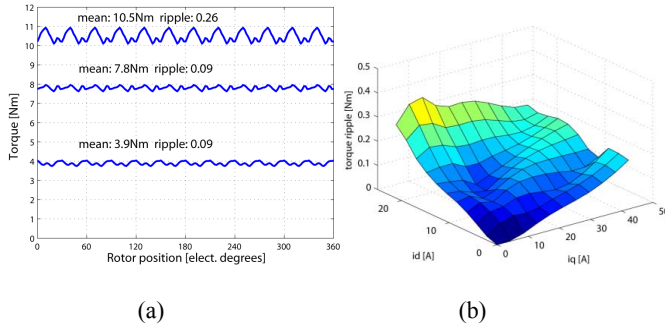 mean: 10.5Nm ripple: 0.26
mean: 7.8Nm ripple: 0.09
mean: 3.9Nm ripple: 0.09
Torque [Nm]
12
11
10
9
8
7
6
5
4
3
2
1
0
0 60 120 180 240 300 360
Rotor position [elect. degrees]
(a)
torque ripple [Nm]
0.5
0.4
0.3
0.2
0.1
0
20
10
0
id [A]
0
10
20
30
40
50
iq [A]
(b)